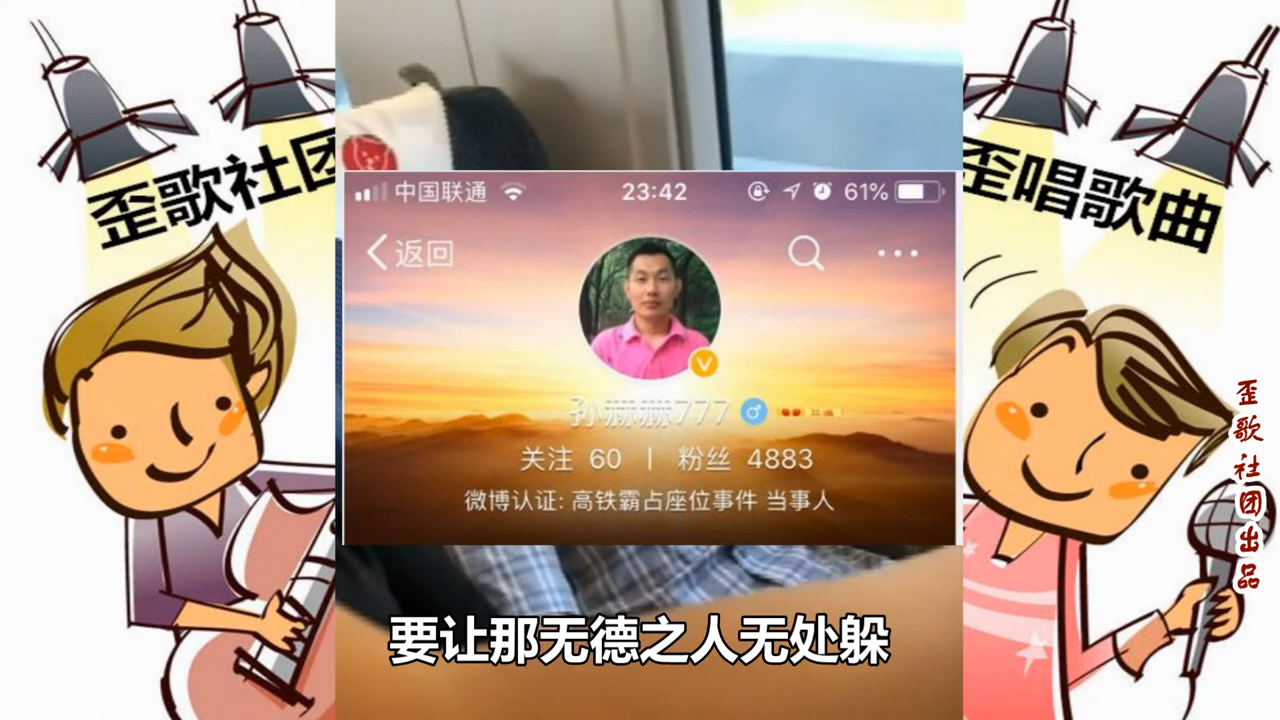 歪歌社团
歪唱歌曲
中国联通
23:42
61%
返回
关注 60 | 粉丝 4883
微博认证: 高铁霸占座位事件 当事人
歪歌社团出品
要让那无德之人无处躲